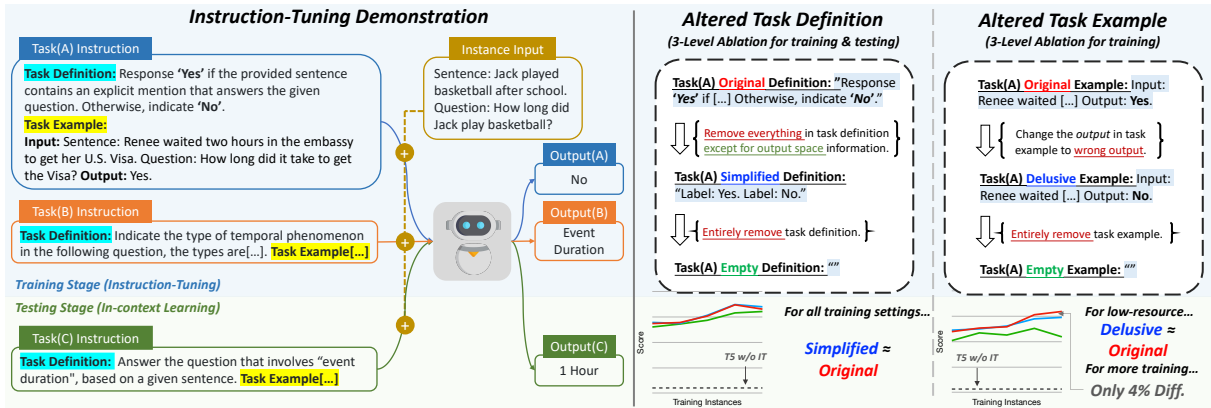 Instruction-Tuning Demonstration
Task(A) Instruction
Task Definition: Response ‘Yes’ if the provided sentence
contains an explicit mention that answers the given
question. Otherwise, indicate ‘No’.
Task Example:
Input: Sentence: Renee waited two hours in the embassy
to get her U.S. Visa. Question: How long did it take to get
the Visa? Output: Yes.
Instance Input
Sentence: Jack played
basketball after school.
Question: How long did
Jack play basketball?
Task(B) Instruction
Task Definition: Indicate the type of temporal phenomenon
in the following question, the types are[…]. Task Example[…]
Training Stage (Instruction-Tuning)
Testing Stage (In-context Learning)
Task(C) Instruction
Task Definition: Answer the question that involves “event
duration", based on a given sentence. Task Example[…]
+
+
+
Output(A)
No
Output(B)
Event
Duration
Output(C)
1 Hour
Altered Task Definition
(3-Level Ablation for training & testing)
Task(A) Original Definition: ”Response
‘Yes’ if […] Otherwise, indicate ‘No’.”
Remove everything in task definition
except for output space information.
Task(A) Simplified Definition:
“Label: Yes. Label: No.”
Entirely remove task definition.
Task(A) Empty Definition: “”
Score
T5 w/o IT
Training Instances
For all training settings…
Simplified ≈
Original
Altered Task Example
(3-Level Ablation for training)
Task(A) Original Example: Input:
Renee waited […] Output: Yes.
Change the output in task
example to wrong output.
Task(A) Delusive Example: Input:
Renee waited […] Output: No.
Entirely remove task example.
Task(A) Empty Example: “”
Score
T5 w/o IT
Training Instances
For low-resource…
Delusive ≈
Original
For more training…
Only 4% Diff.